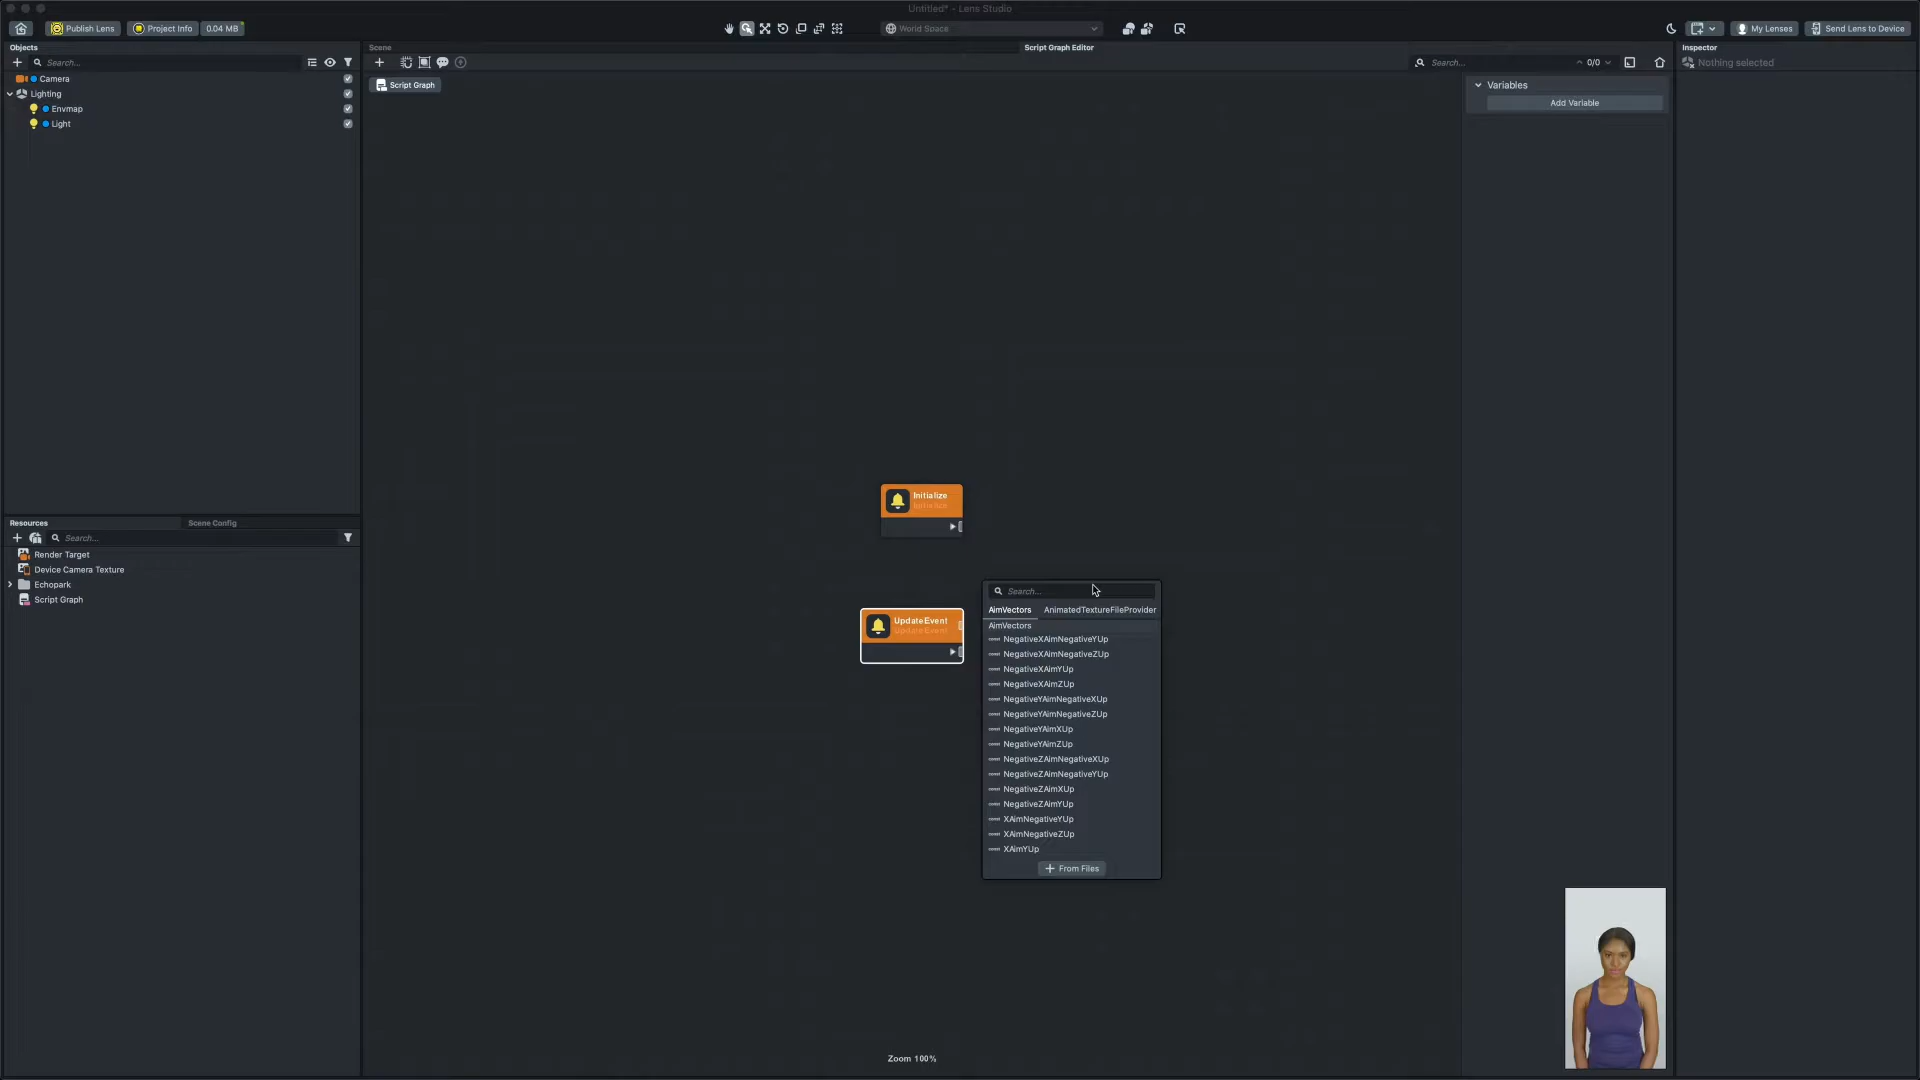 Untitled* - Lens Studio
Publish Lens
Project Info
0.04 MB
World Space
My Lenses
Send Lens to Device
Objects
Search...
Camera
Lighting
Envmap
Light
Scene
Script Graph Editor
Search...
0/0
Script Graph
Variables
Add Variable
Inspector
Nothing selected
Initialize
Initialize
UpdateEvent
Update Event
Search...
AimVectors
AnimatedTextureFileProvider
AimVectors
NegativeXAimNegativeYUp
NegativeXAimNegativeZUp
NegativeXAimYUp
NegativeXAimZUp
NegativeYAimNegativeXUp
NegativeYAimNegativeZUp
NegativeYAimXUp
NegativeYAimZUp
NegativeZAimNegativeXUp
NegativeZAimNegativeYUp
NegativeZAimXUp
NegativeZAimYUp
XAimNegativeYUp
XAimNegativeZUp
XAimYUp
From Files
Resources
Scene Config
Search...
Render Target
Device Camera Texture
Echopark
Script Graph
Zoom 100%